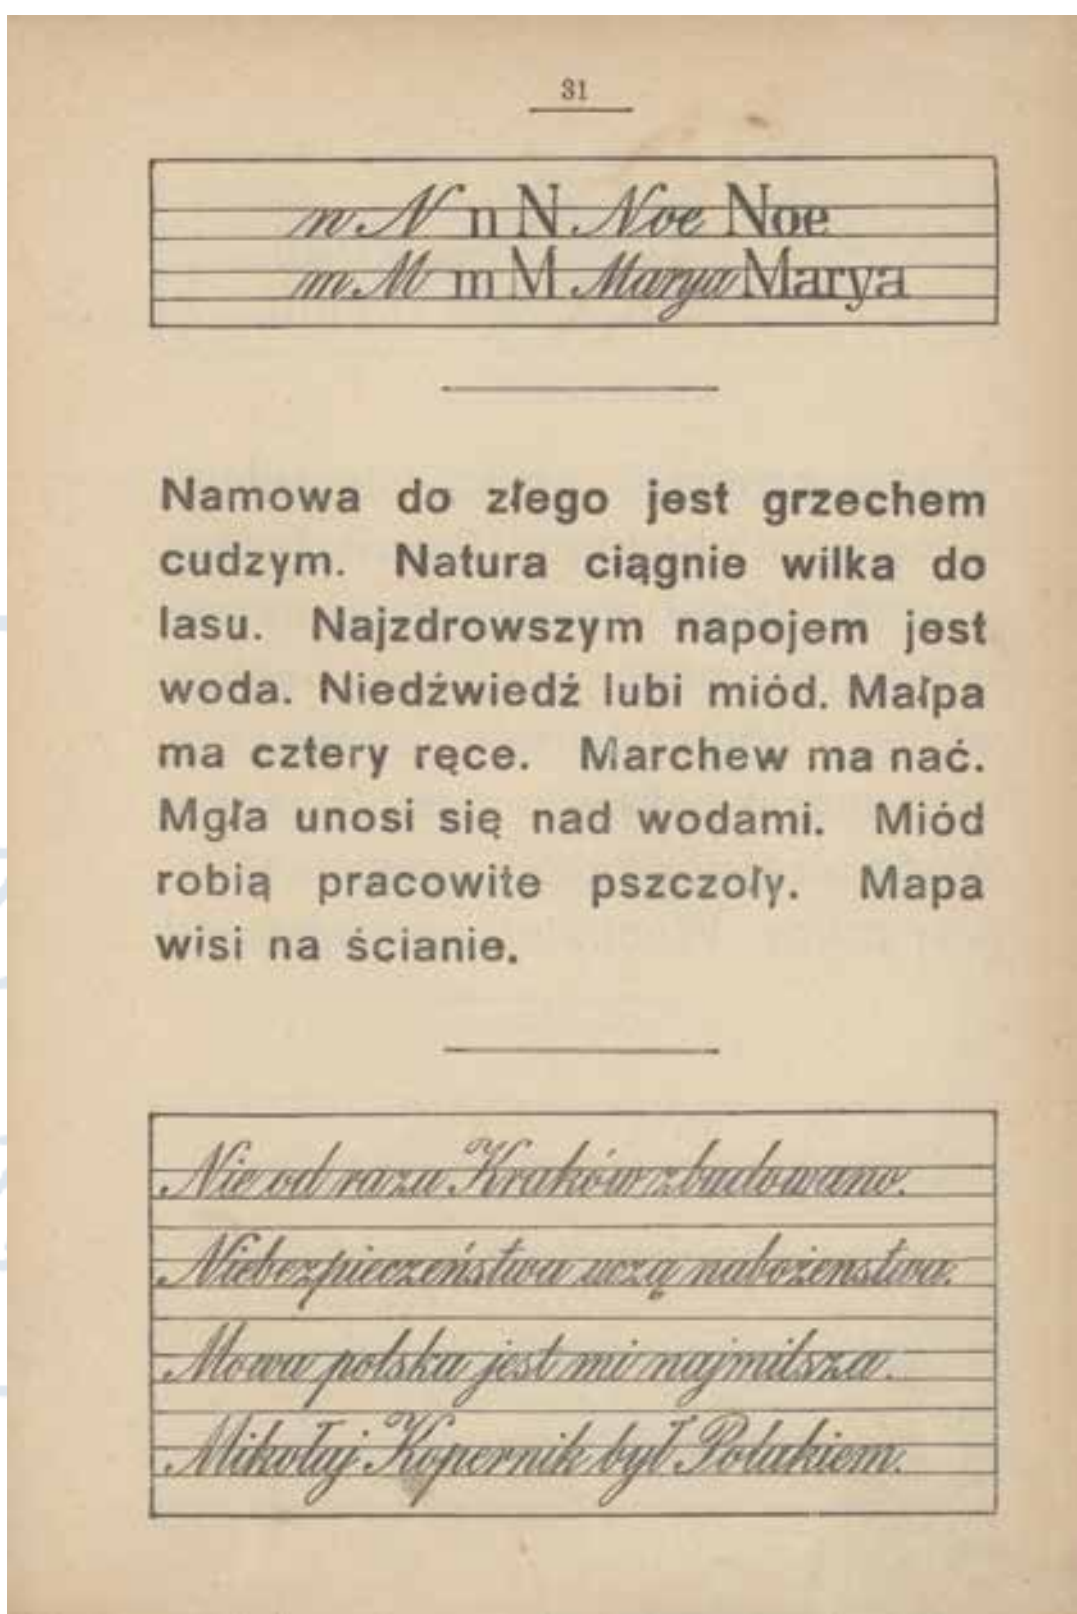 31
n N n N Noe Noe
m M m M Marya Marya
Namowa do złego jest grzechem
cudzym. Natura ciągnie wilka do
lasu. Najzdrowszym napojem jest
woda. Niedźwiedź lubi miód. Małpa
ma cztery ręce. Marchew ma nać.
Mgła unosi się nad wodami. Miód
robią pracowite pszczoły. Mapa
wisi na ścianie.
Nie od razu Kraków zbudowano.
Niebezpieczeństwa uczą nabożenstwa.
Mowa polska jest mi najmilsza.
Mikołaj Kopernik był Polakiem.